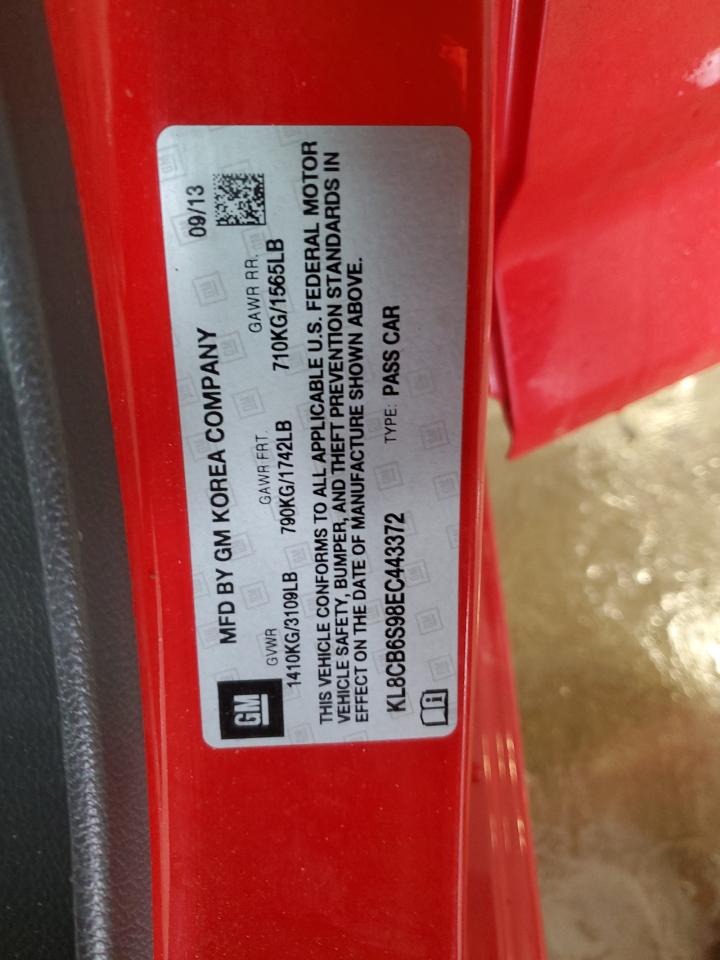 GM
MFD BY GM KOREA COMPANY 09/13
GVWR GAWR FRT. GAWR RR.
1410KG/3109LB 790KG/1742LB 710KG/1565LB
THIS VEHICLE CONFORMS TO ALL APPLICABLE U.S. FEDERAL MOTOR
VEHICLE SAFETY, BUMPER, AND THEFT PREVENTION STANDARDS IN
EFFECT ON THE DATE OF MANUFACTURE SHOWN ABOVE.
KL8CB6S98EC443372 TYPE: PASS CAR